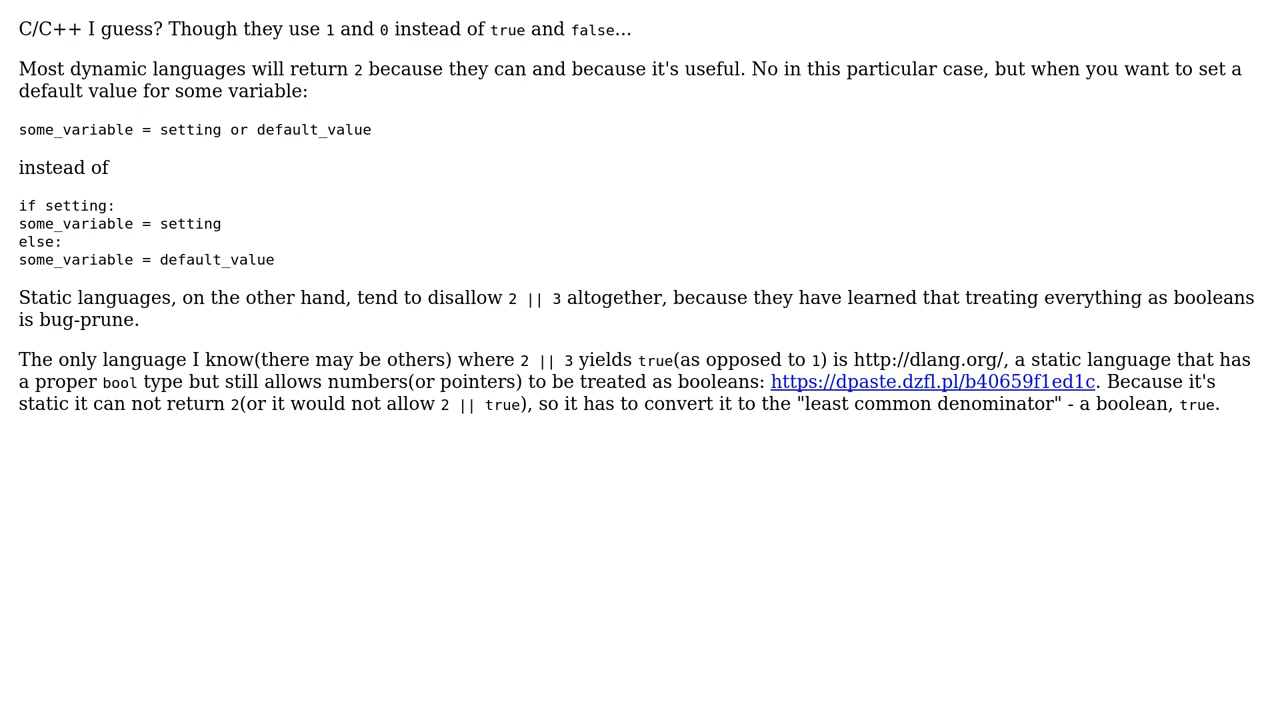 C/C++ I guess? Though they use 1 and 0 instead of true and false...
Most dynamic languages will return 2 because they can and because it's useful. No in this particular case, but when you want to set a
default value for some variable:
some_variable = setting or default_value
instead of
if setting:
some_variable = setting
else:
some_variable = default_value
Static languages, on the other hand, tend to disallow 2 || 3 altogether, because they have learned that treating everything as booleans
is bug-prune.
The only language I know(there may be others) where 2 || 3 yields true(as opposed to 1) is http://dlang.org/, a static language that has
a proper bool type but still allows numbers(or pointers) to be treated as booleans: https://dpaste.dzfl.pl/b40659f1ed1c. Because it's
static it can not return 2(or it would not allow 2 || true), so it has to convert it to the "least common denominator" - a boolean, true.